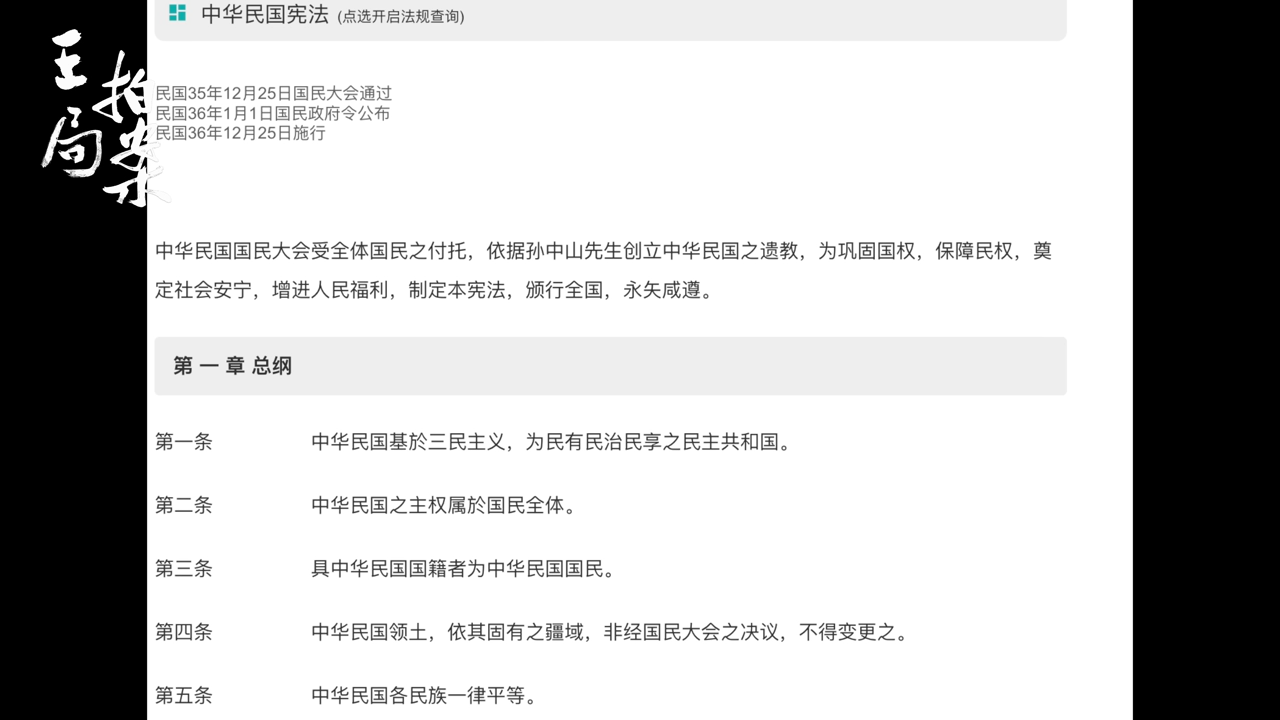 王局
拍案
中华民国宪法 (点选开启法规查询)
民国35年12月25日国民大会通过
民国36年1月1日国民政府令公布
民国36年12月25日施行
中华民国国民大会受全体国民之付托，依据孙中山先生创立中华民国之遗教，为巩固国权，保障民权，奠
定社会安宁，增进人民福利，制定本宪法，颁行全国，永矢咸遵。
第 一 章 总纲
第一条 中华民国基於三民主义，为民有民治民享之民主共和国。
第二条 中华民国之主权属於国民全体。
第三条 具中华民国国籍者为中华民国国民。
第四条 中华民国领土，依其固有之疆域，非经国民大会之决议，不得变更之。
第五条 中华民国各民族一律平等。